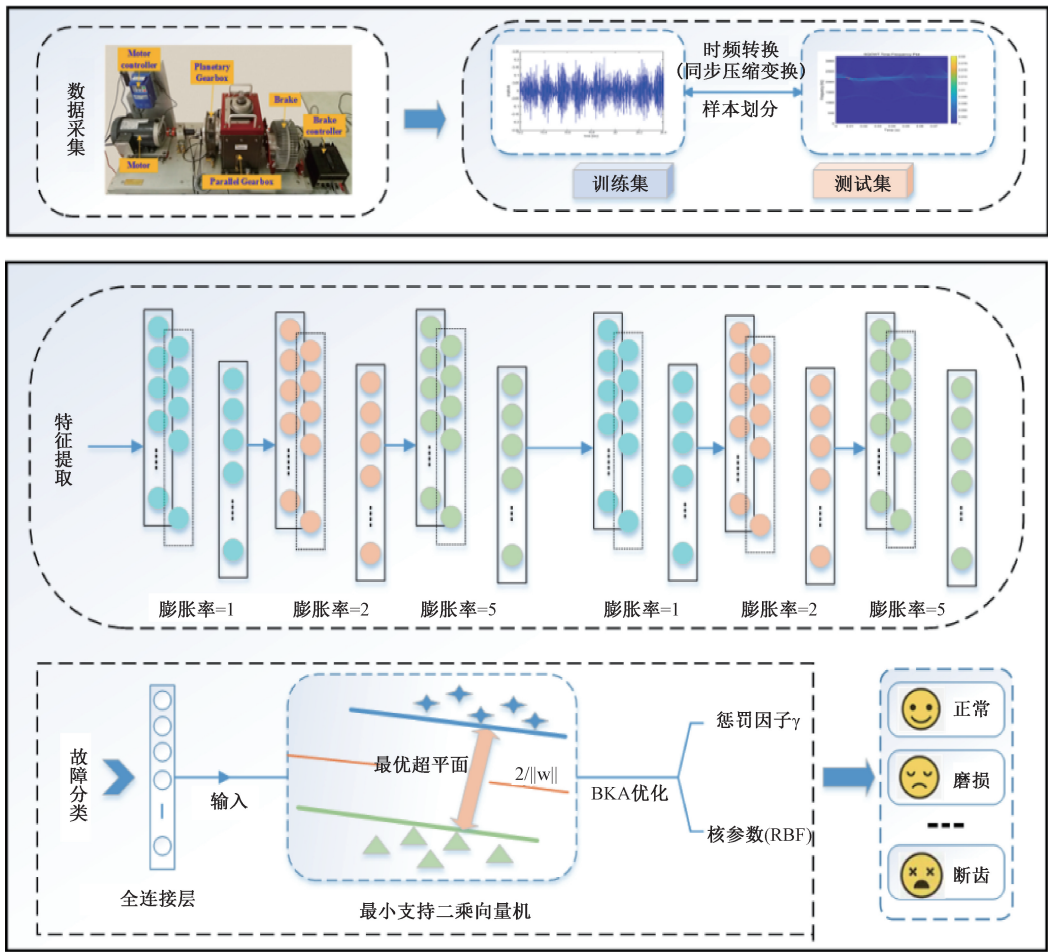 数据采集
Motor
controller
Planetary
Gearbox
Brake
Brake
controller
Motor
Parallel Gearbox
时频转换
(同步压缩变换)
样本划分
训练集
测试集
特征提取
膨胀率=1
膨胀率=2
膨胀率=5
膨胀率=1
膨胀率=2
膨胀率=5
故障分类
全连接层
输入
最优超平面
2/||w||
最小支持二乘向量机
BKA优化
惩罚因子γ
核参数(RBF)
正常
磨损
断齿